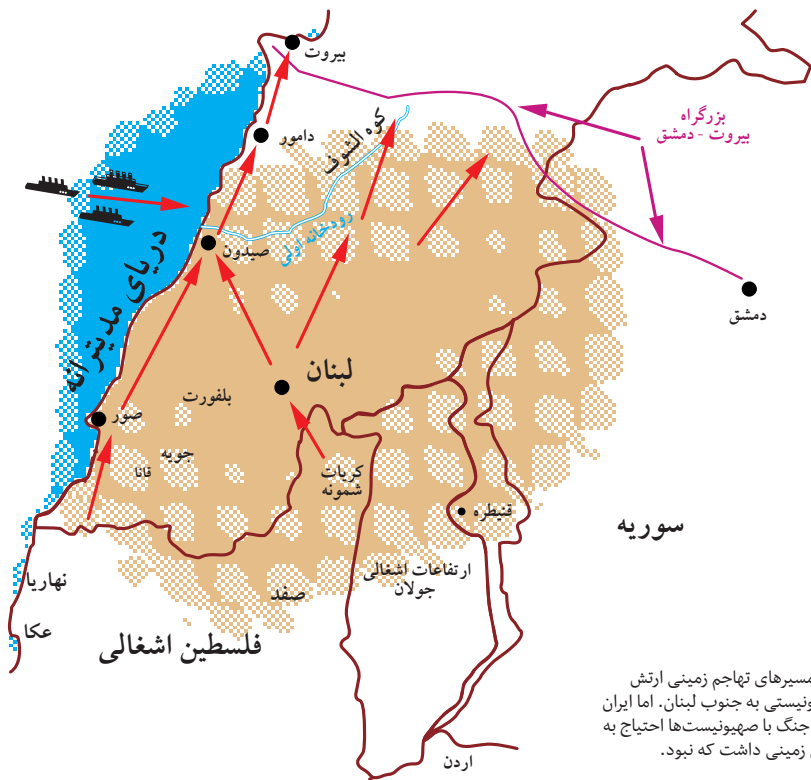 بیروت
دامور
کوه الشوف
بزرگراه
بیروت - دمشق
دریای مدیترانه
صیدون
رودخانه اولی
دمشق
لبنان
بلفورت
صور
جویه
قانا
کریات
شمونه
قنیطره
سوریه
ارتفاعات اشغالی
جولان
نهاریا
صفد
عکا
فلسطین اشغالی
مسیرهای تهاجم زمینی ارتش
به جنوب لبنان. اما ایران
جنگ با صهیونیست‌ها احتیاج به
زمینی داشت که نبود.
اردن